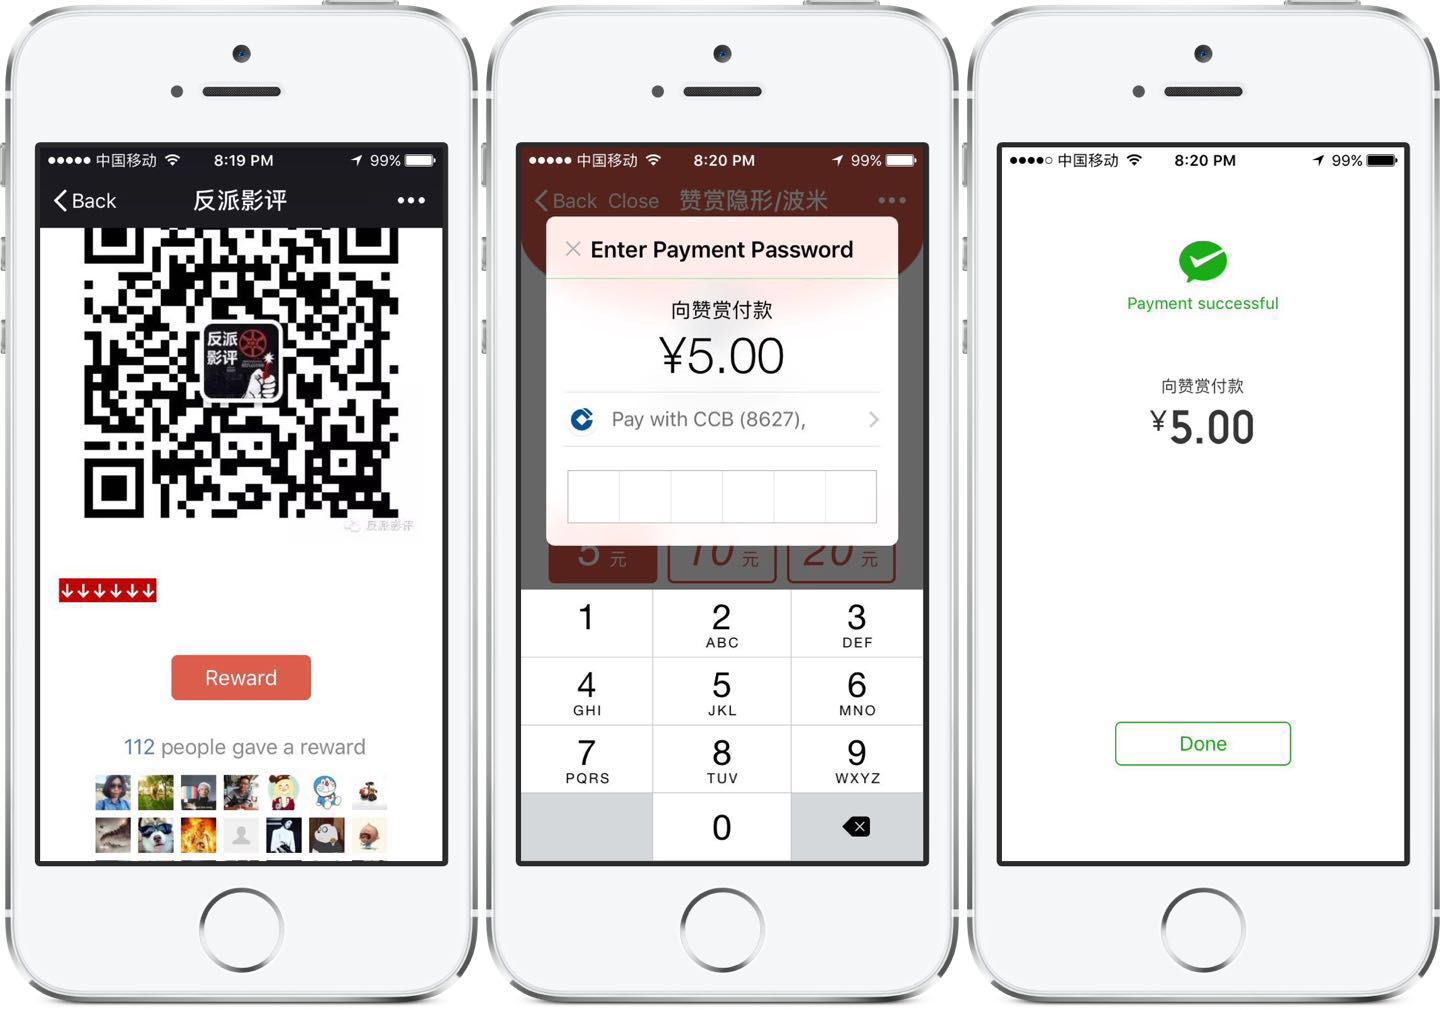 中国移动 8:19 PM 99%
Back 反派影评
反派
影评
反派影评
↓↓↓↓↓↓
Reward
112 people gave a reward
中国移动 8:20 PM 99%
Back Close 赞赏隐形/波米
Enter Payment Password
向赞赏付款
¥5.00
Pay with CCB (8627),
5 元 10 元 20 元
1 2 3
ABC DEF
4 5 6
GHI JKL MNO
7 8 9
PQRS TUV WXYZ
0
中国移动 8:20 PM 99%
Payment successful
向赞赏付款
¥5.00
Done